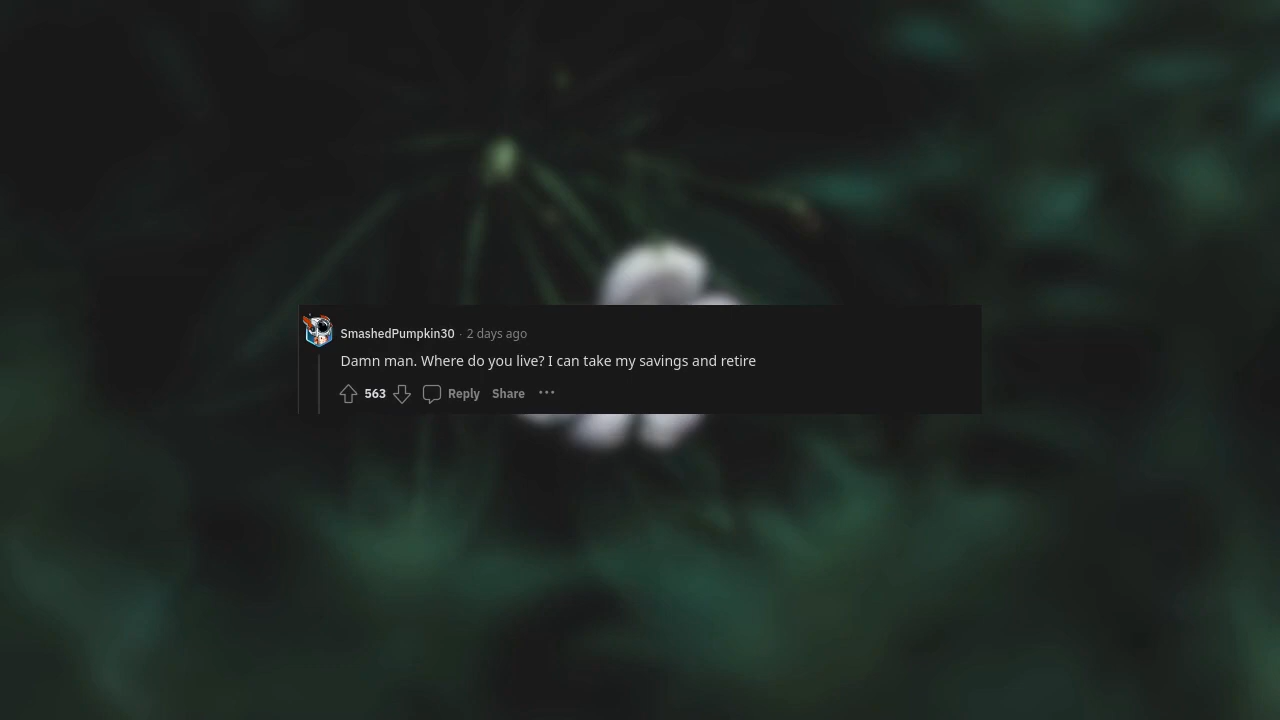 SmashedPumpkin30 · 2 days ago
Damn man. Where do you live? I can take my savings and retire
563 Reply Share ···